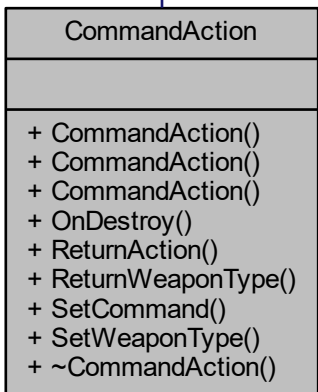 CommandAction
+ CommandAction()
+ CommandAction()
+ CommandAction()
+ OnDestroy()
+ ReturnAction()
+ ReturnWeaponType()
+ SetCommand()
+ SetWeaponType()
+ ~CommandAction()